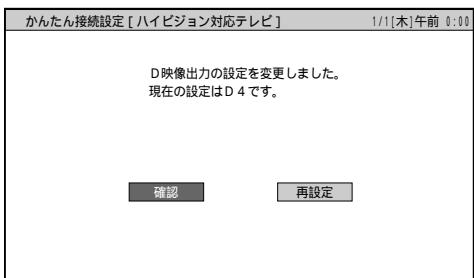 かんたん接続設定 [ ハイビジョン対応テレビ ] 1/1[木]午前 0:00
D映像出力の設定を変更しました。
現在の設定はD4です。
確認 再設定